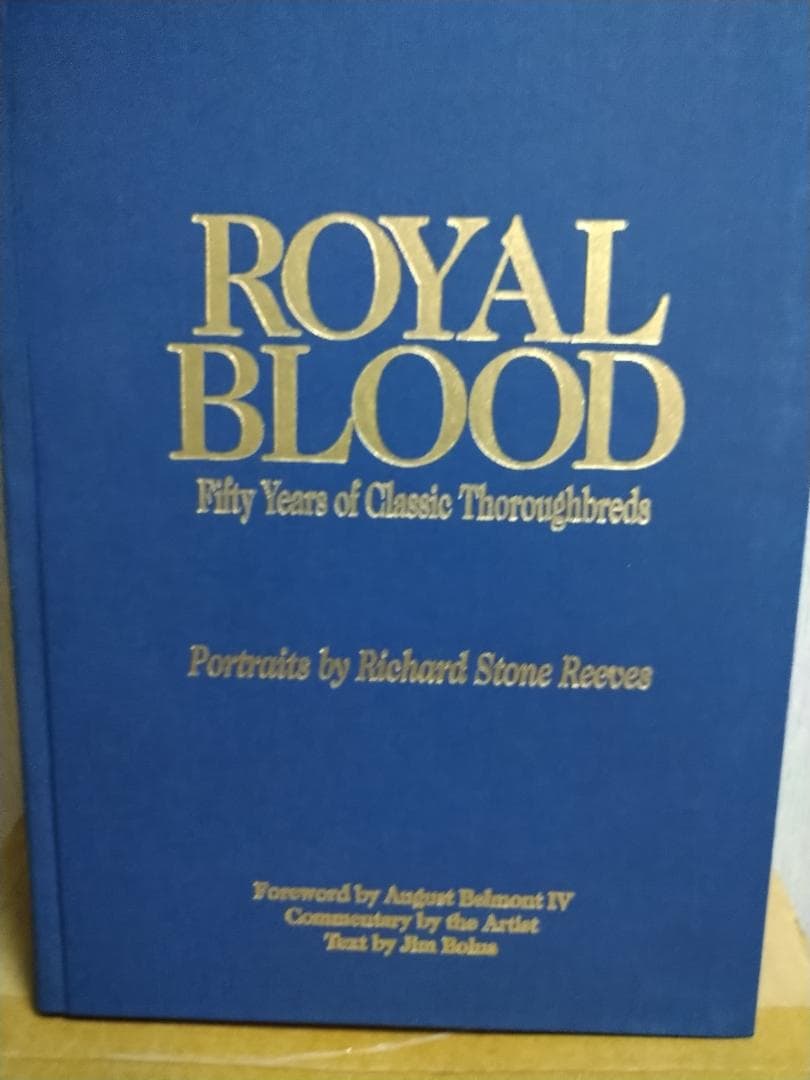 ROYAL
BLOOD
Fifty Years of Classic Thoroughbreds
Portraits by Richard Stone Reeves
Foreword by August Belmont IV
Commentary by the Artist
Text by Jim Bolus